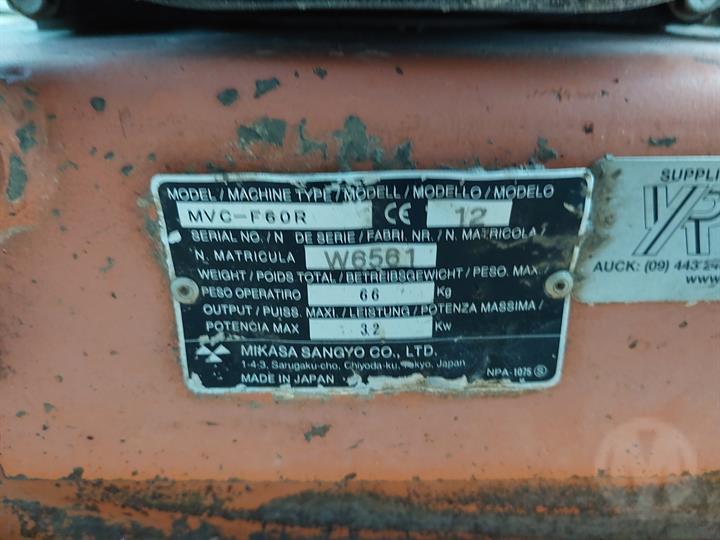 MODEL / MACHINE TYPE / MODELL / MODELLO / MODELO
MVC-F60R CE 12
SERIAL NO. / N DE SERIE / FABRI. NR. / N. MATRICOLA /
N. MATRICULA W6561
WEIGHT / POIDS TOTAL / BETREIBSGEWICHT / PESO. MAX.
PESO OPERATIRO 66 Kg
OUTPUT / PUISS. MAXI. / LEISTUNG / POTENZA MASSIMA /
POTENCIA MAX 3.2 Kw
MIKASA SANGYO CO., LTD.
1-4-3, Sarugaku-cho, Chiyoda-ku, Tokyo, Japan
MADE IN JAPAN NPA-1075 S
SUPPLI
AUCK: (09) 443 24
www.